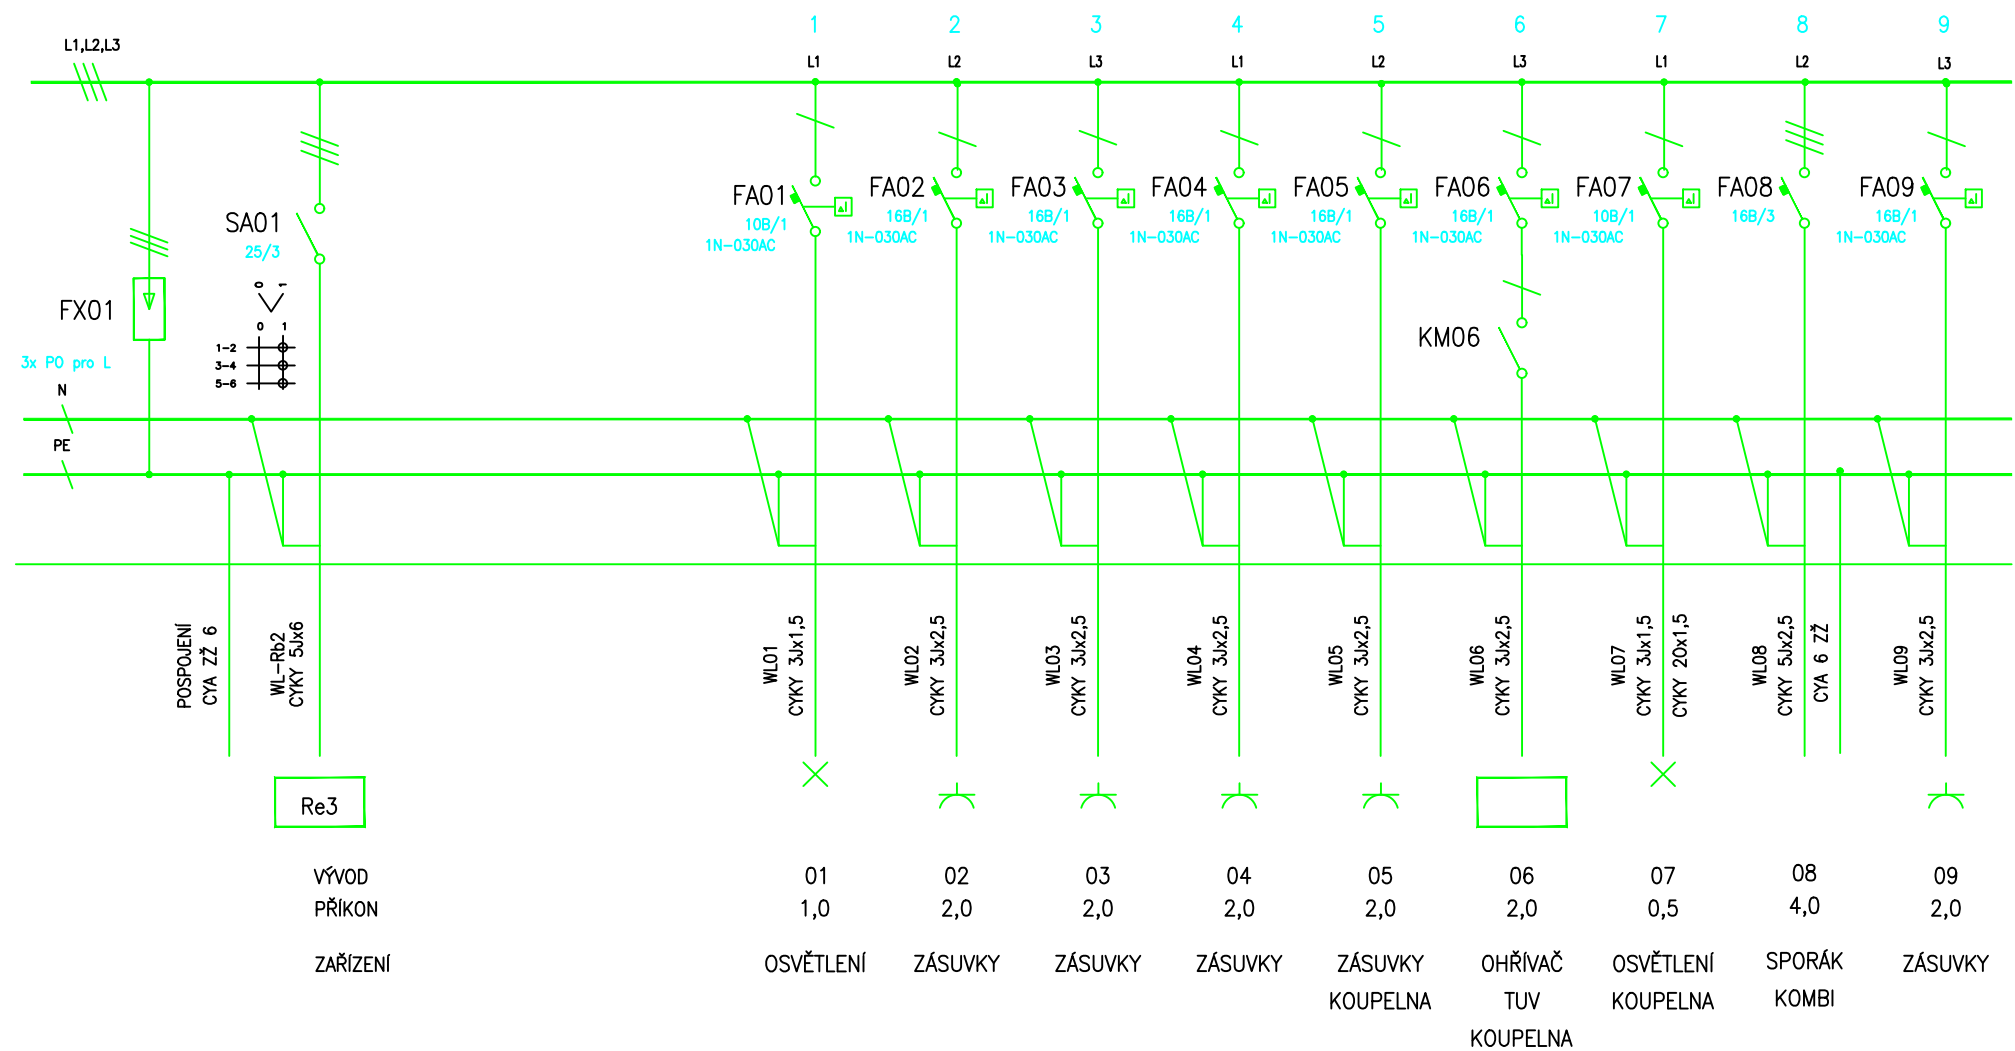 1 2 3 4 5 6 7 8 9
L1,L2,L3
L1 L2 L3 L1 L2 L3 L1 L2 L3
FA01
10B/1
1N-030AC
FA02
16B/1
1N-030AC
FA03
16B/1
1N-030AC
FA04
16B/1
1N-030AC
FA05
16B/1
1N-030AC
FA06
16B/1
1N-030AC
FA07
10B/1
1N-030AC
FA08
16B/3
FA09
16B/1
1N-030AC
SA01
25/3
0 1
0 1
1-2
3-4
5-6
FX01
3x PO pro L
KM06
N
PE
POSPOJENÍ
CYA ZŽ 6
WL-Rb2
CYKY 5Jx6
WL01
CYKY 3Jx1,5
WL02
CYKY 3Jx2,5
WL03
CYKY 3Jx2,5
WL04
CYKY 3Jx2,5
WL05
CYKY 3Jx2,5
WL06
CYKY 3Jx2,5
WL07
CYKY 3Jx1,5
CYKY 2Ox1,5
WL08
CYKY 5Jx2,5
CYA 6 ZŽ
WL09
CYKY 3Jx2,5
Re3
VÝVOD 01 02 03 04 05 06 07 08 09
PŘÍKON 1,0 2,0 2,0 2,0 2,0 2,0 0,5 4,0 2,0
ZAŘÍZENÍ
OSVĚTLENÍ
ZÁSUVKY
ZÁSUVKY
ZÁSUVKY
ZÁSUVKY
KOUPELNA
OHŘÍVAČ
TUV
KOUPELNA
OSVĚTLENÍ
KOUPELNA
SPORÁK
KOMBI
ZÁSUVKY